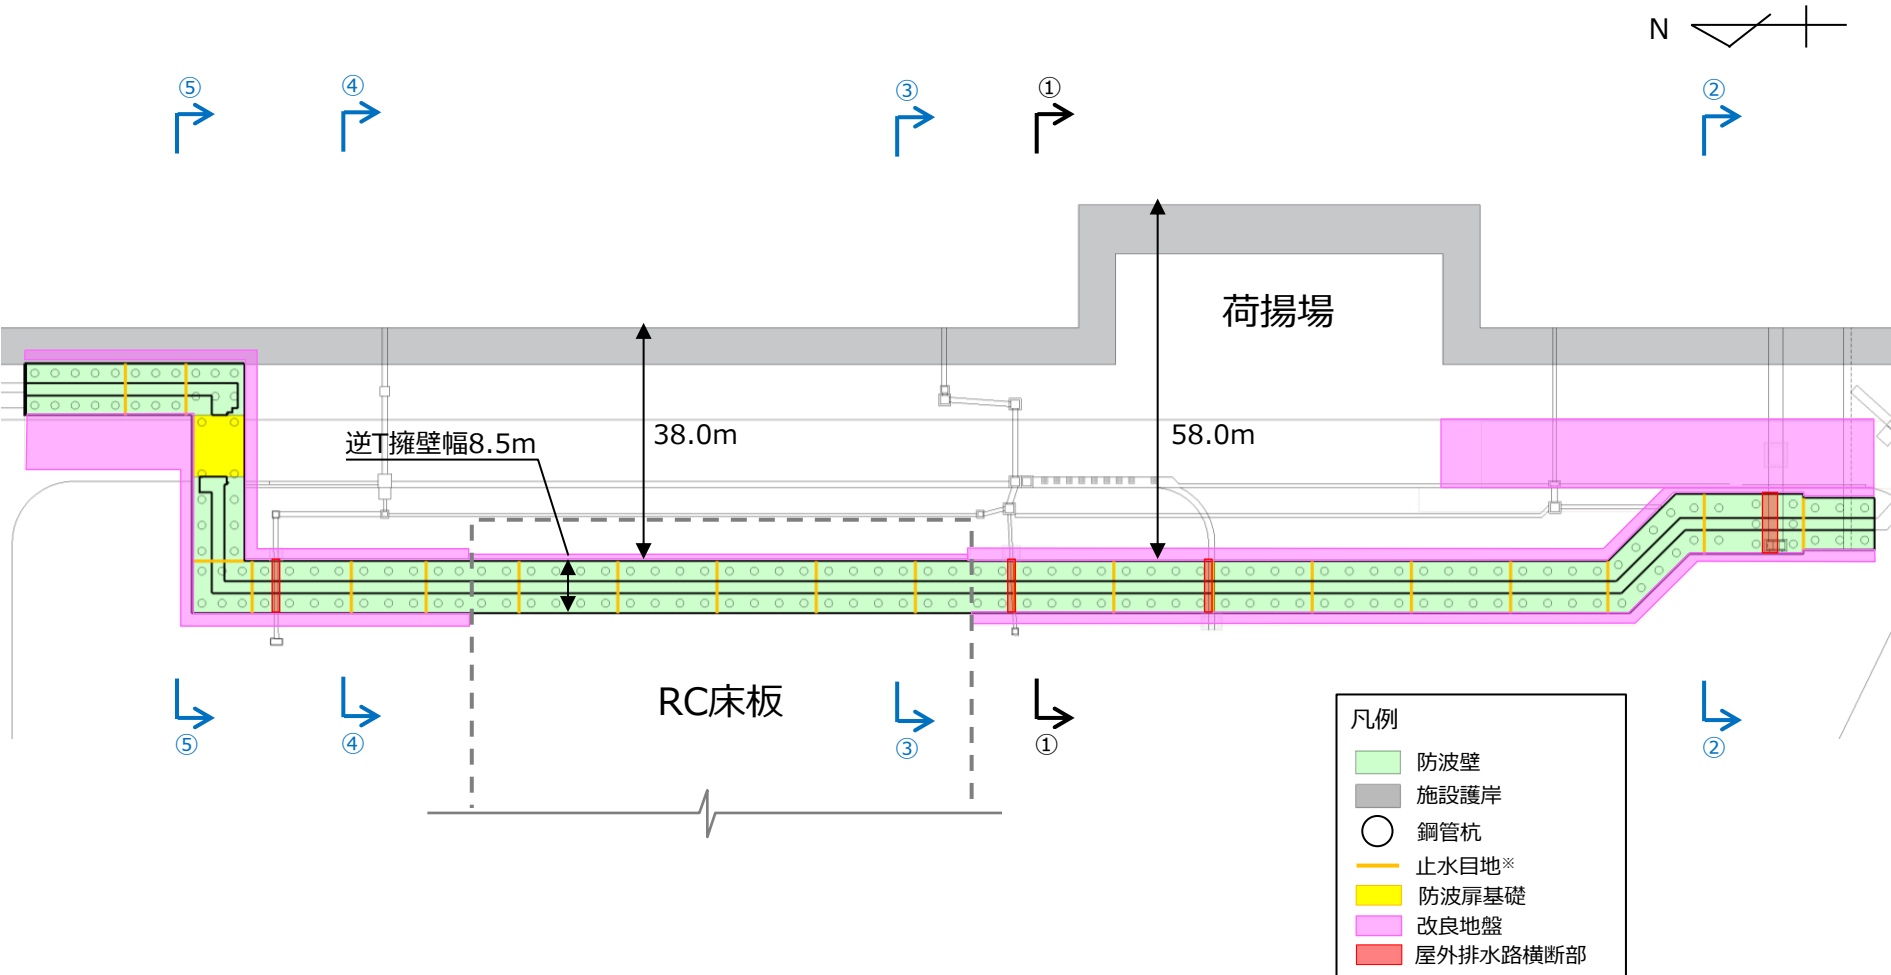 N
⑤
④
③
①
②
荷揚場
逆T擁壁幅8.5m
38.0m
58.0m
RC床板
⑤
④
③
①
②
凡例
防波壁
施設護岸
鋼管杭
止水目地※
防波扉基礎
改良地盤
屋外排水路横断部